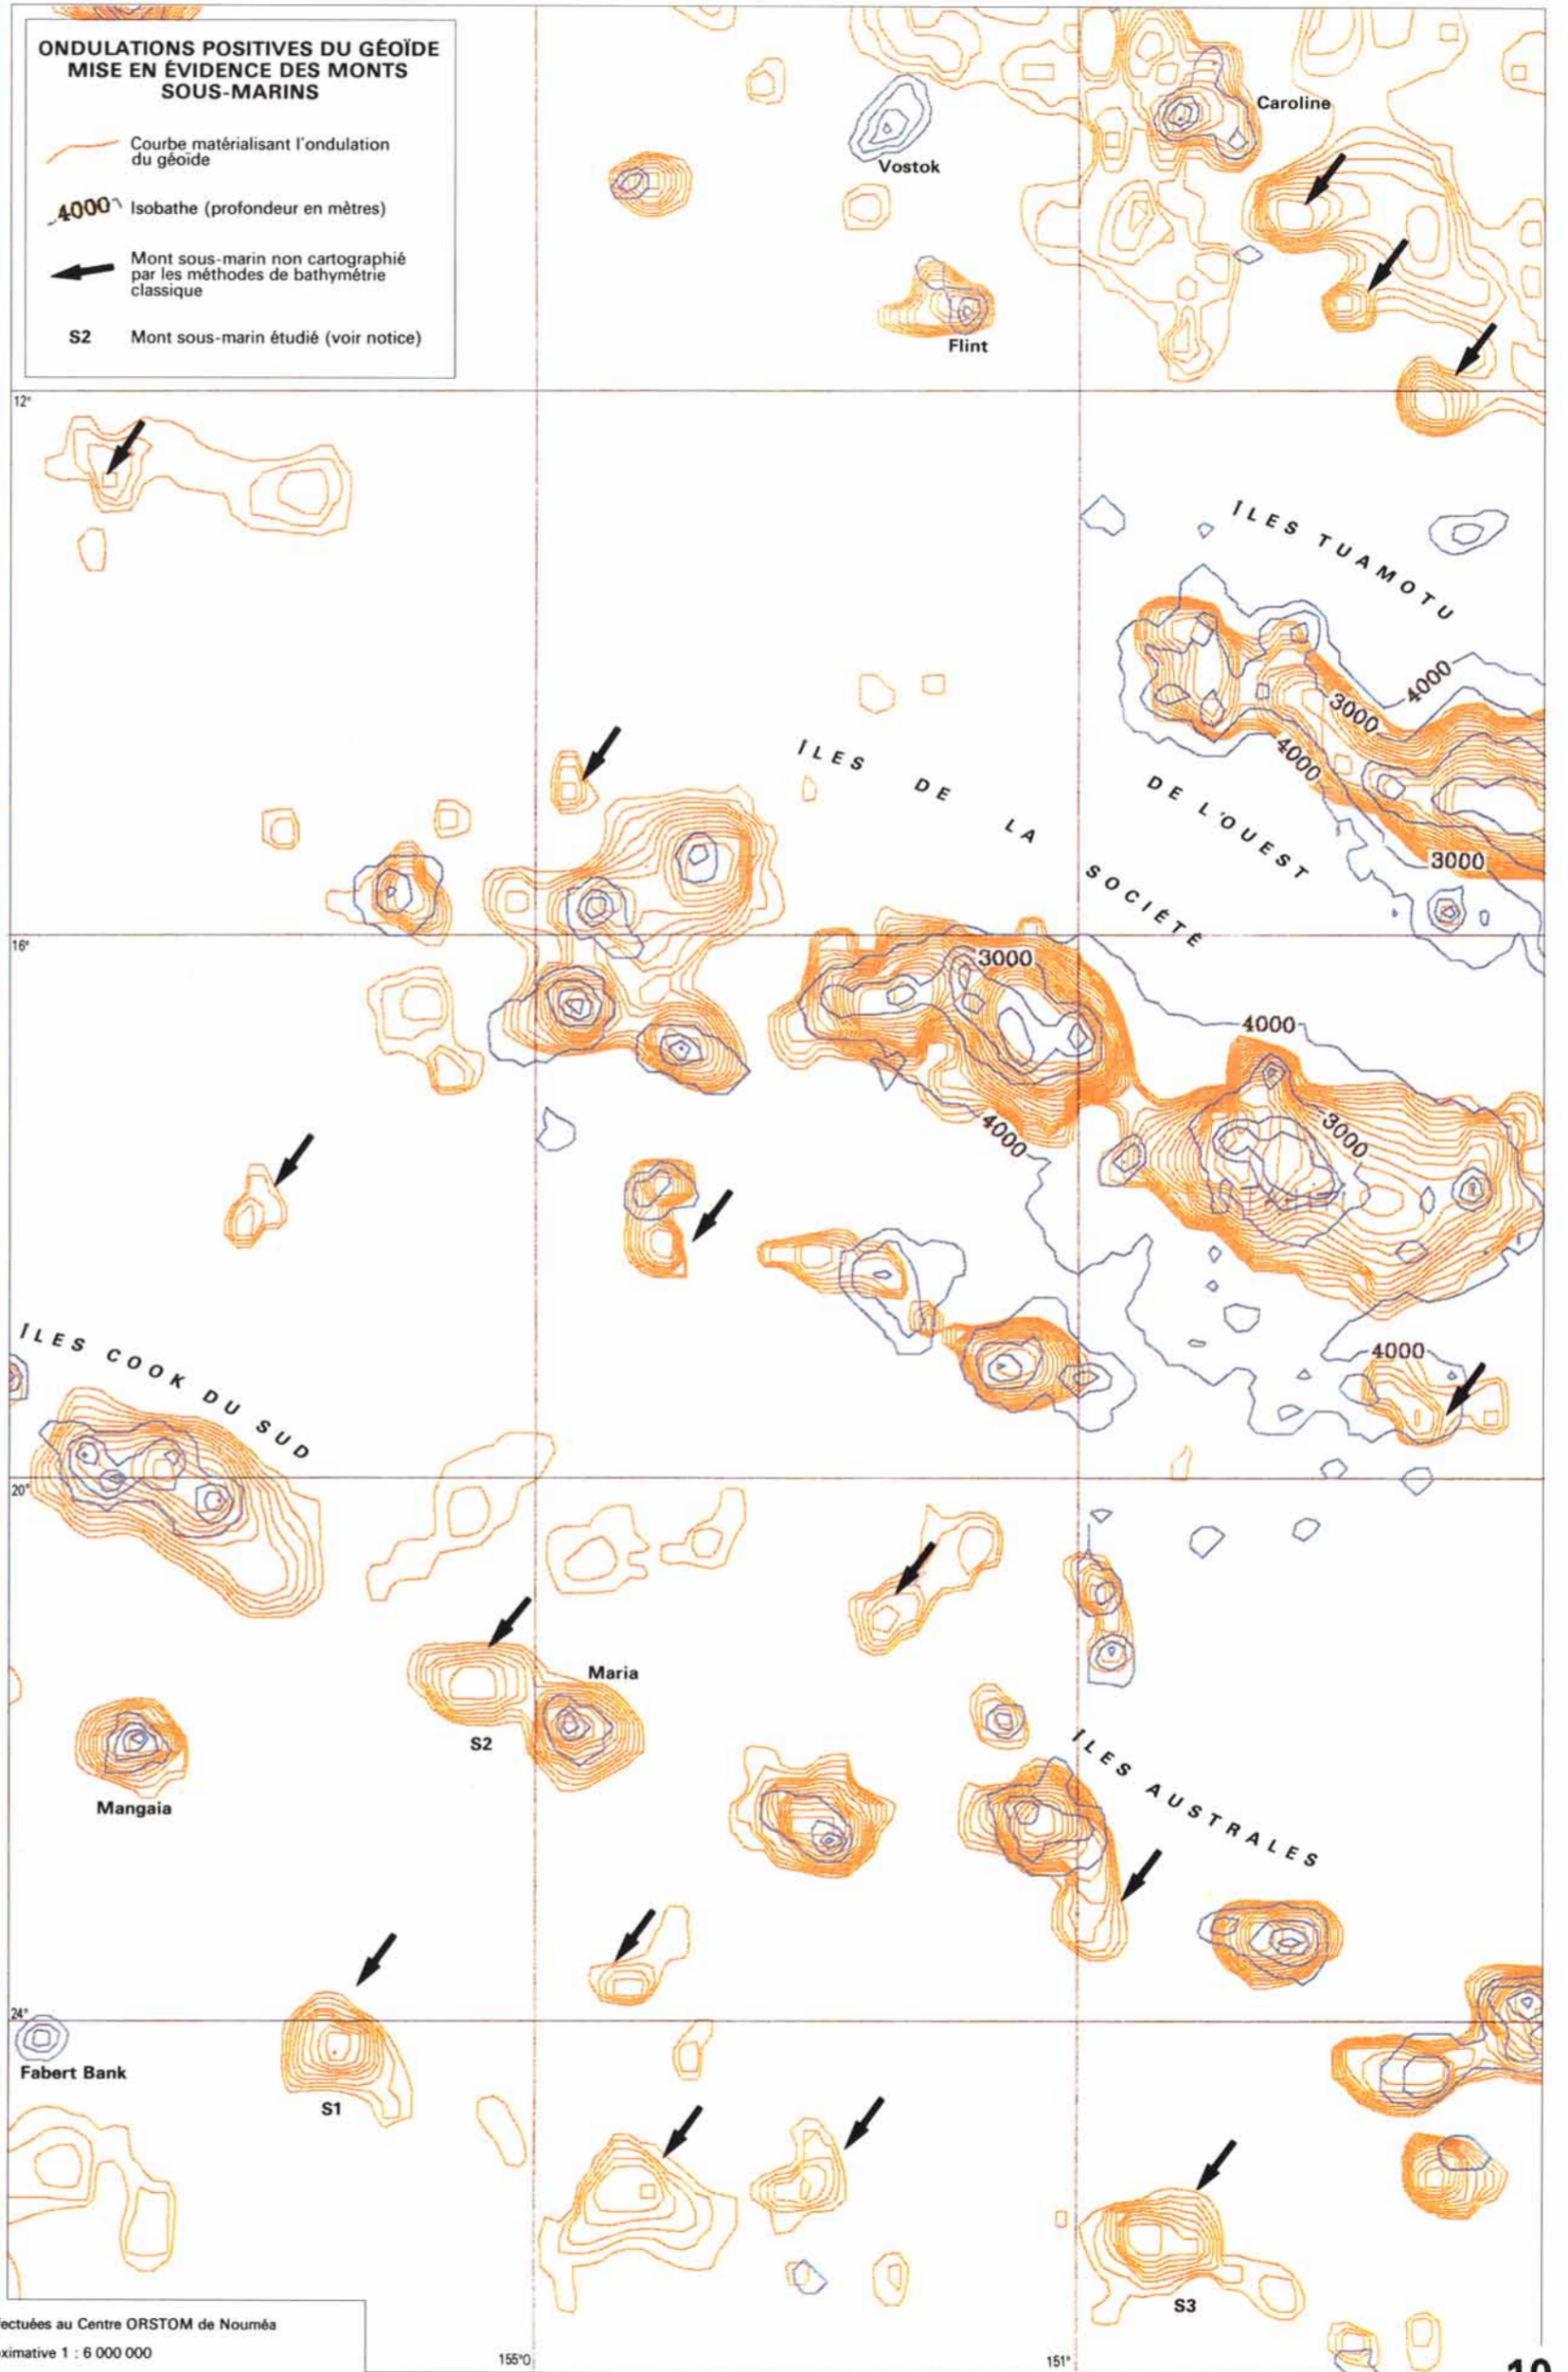 ONDULATIONS POSITIVES DU GÉOÏDE
MISE EN ÉVIDENCE DES MONTS
SOUS-MARINS
Courbe matérialisant l'ondulation
du géoïde
4000
Isobathe (profondeur en mètres)
Mont sous-marin non cartographié
par les méthodes de bathymétrie
classique
S2
Mont sous-marin étudié (voir notice)
Caroline
Vostok
Flint
12°
ÎLES TUAMOTU
4000
3000
4000
ÎLES DE LA SOCIÉTÉ
DE L'OUEST
3000
16°
3000
4000
4000
3000
ÎLES COOK DU SUD
4000
20°
Maria
S2
Mangaia
ÎLES AUSTRALES
24°
Fabert Bank
S1
S3
ectuées au Centre ORSTOM de Nouméa
ximative 1 : 6 000 000
155°0
151°